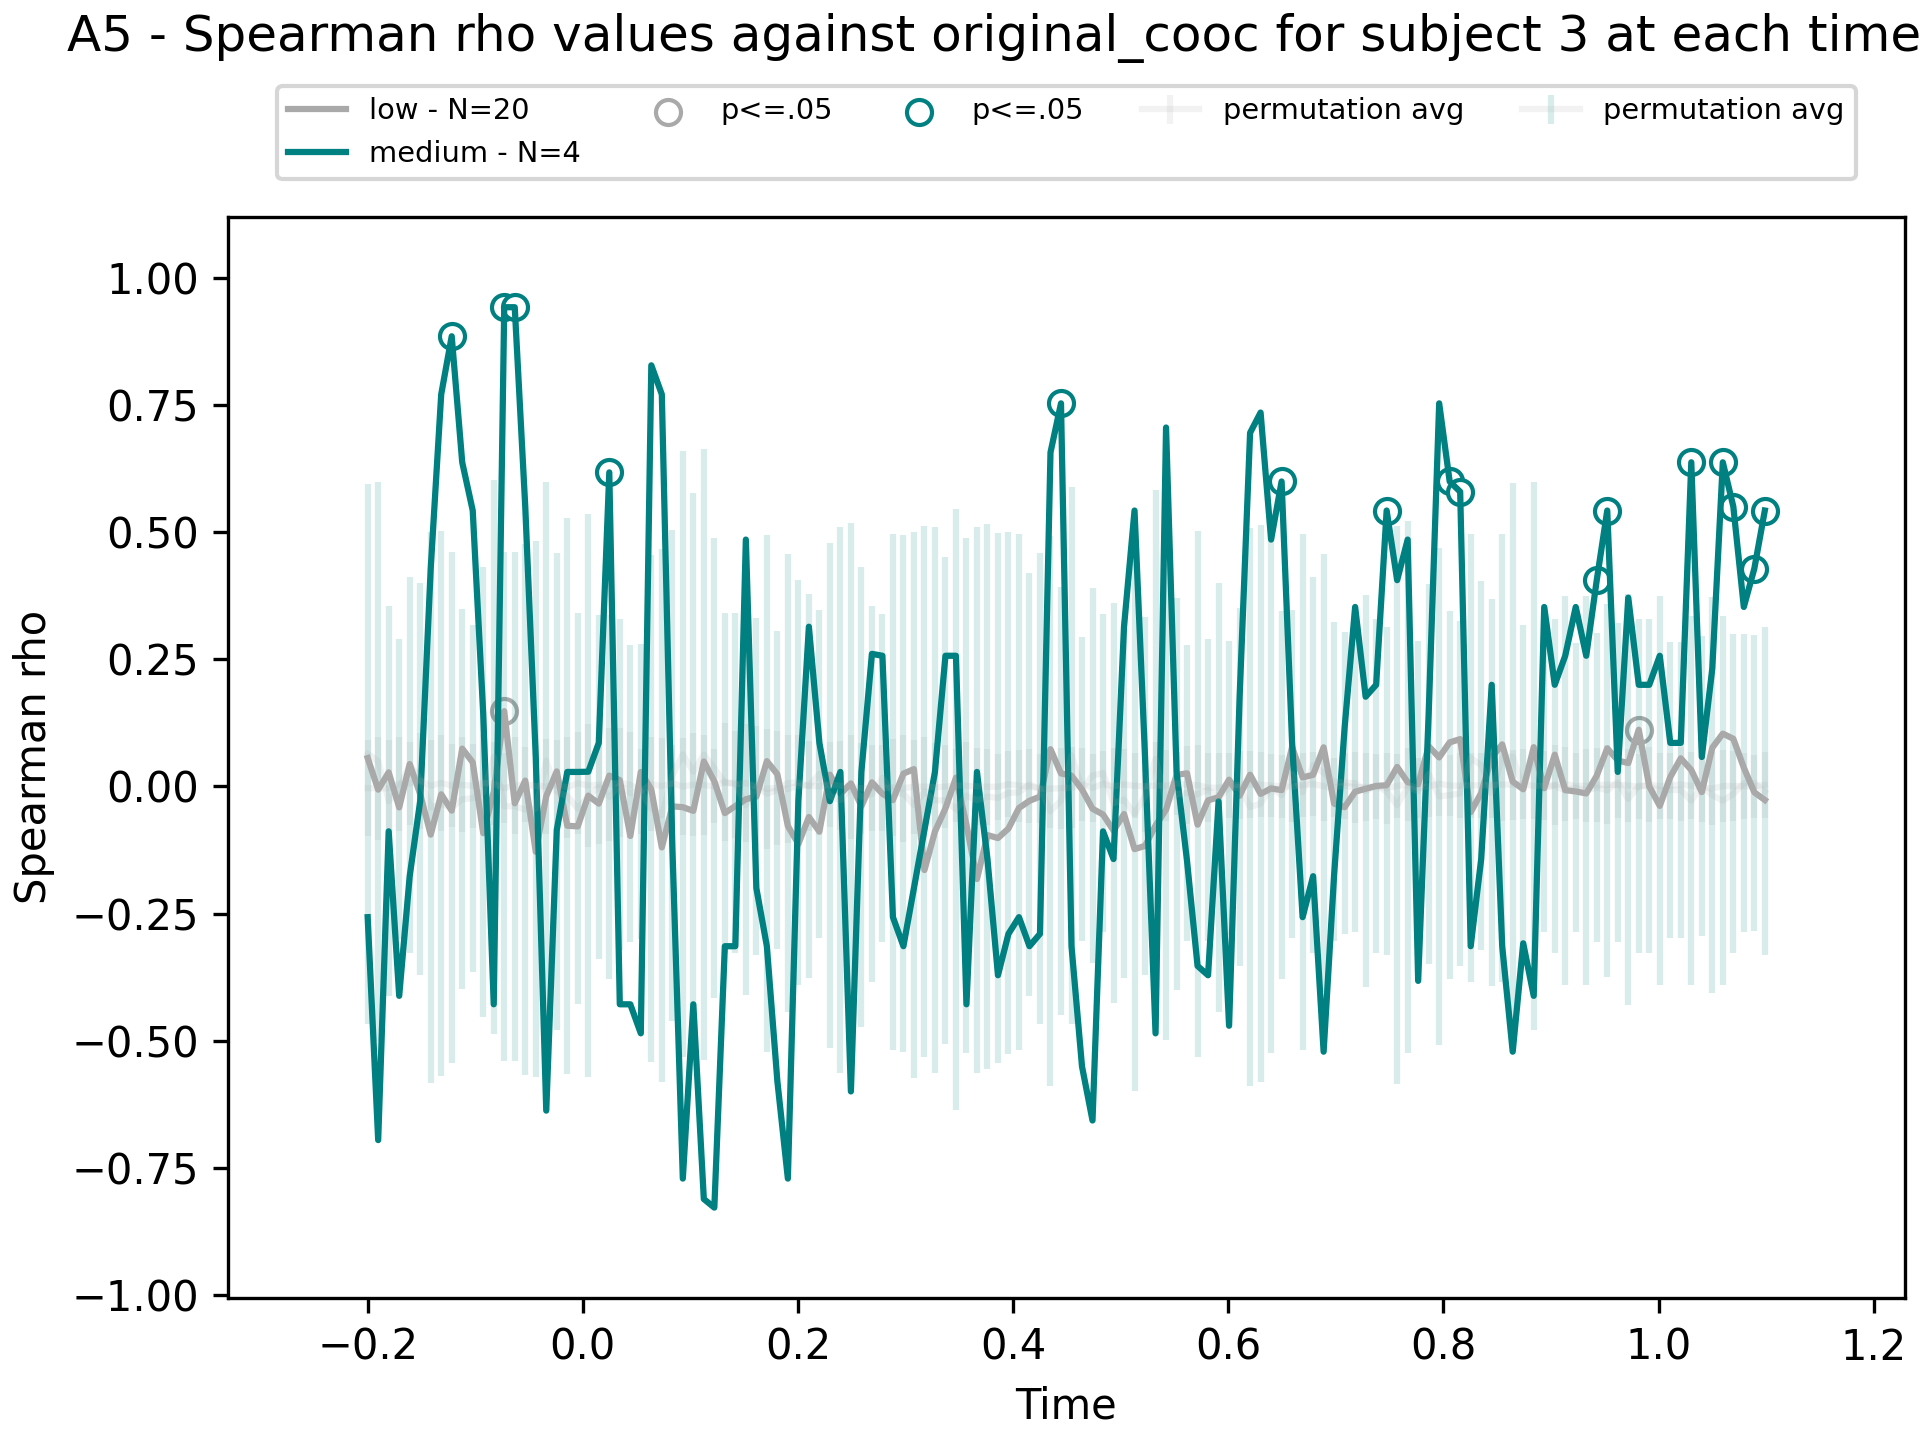 A5 - Spearman rho values against original_cooc for subject 3 at each time
low - N=20
medium - N=4
p<=.05
p<=.05
permutation avg
permutation avg
Spearman rho
1.00
0.75
0.50
0.25
0.00
−0.25
−0.50
−0.75
−1.00
−0.2
0.0
0.2
0.4
0.6
0.8
1.0
1.2
Time